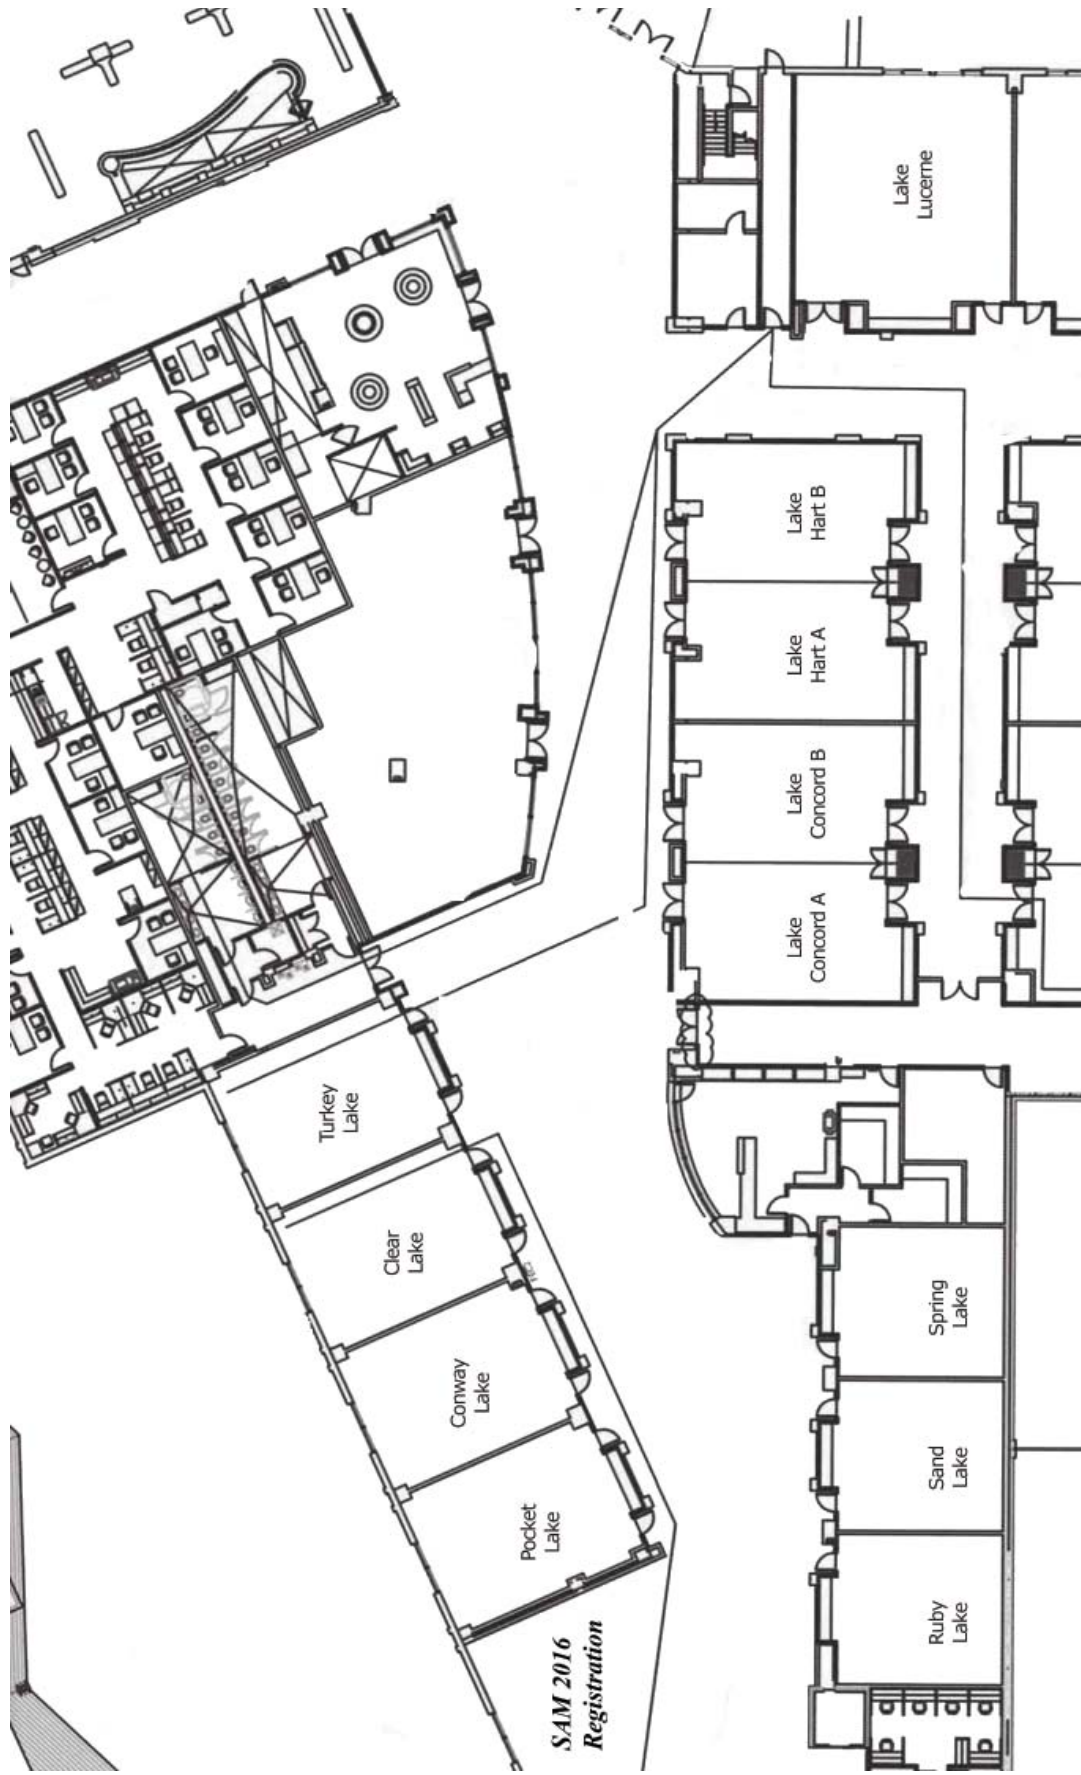 Lake
Lucerne
Lake
Hart B
Lake
Hart A
Lake
Concord B
Lake
Concord A
Turkey
Lake
Clear
Lake
Conway
Lake
Pocket
Lake
Spring
Lake
Sand
Lake
Ruby
Lake
SAM 2016
Registration